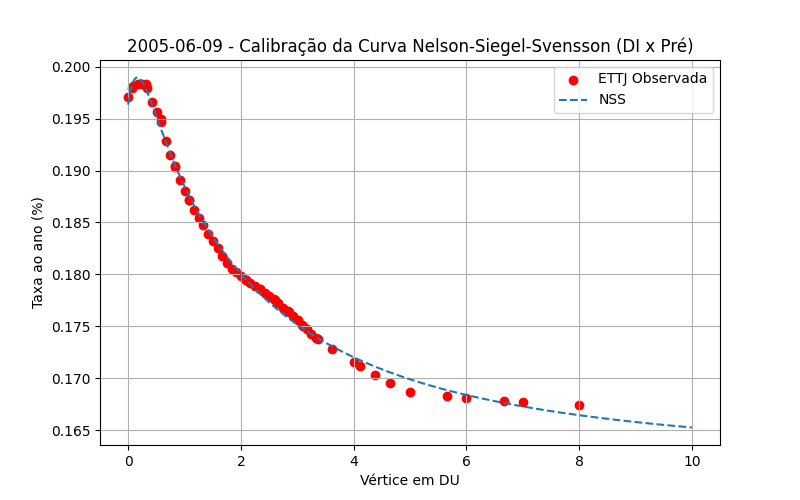 2005-06-09 - Calibração da Curva Nelson-Siegel-Svensson (DI x Pré)
ETTJ Observada
NSS
Taxa ao ano (%)
0.200
0.195
0.190
0.185
0.180
0.175
0.170
0.165
0 2 4 6 8 10
Vértice em DU